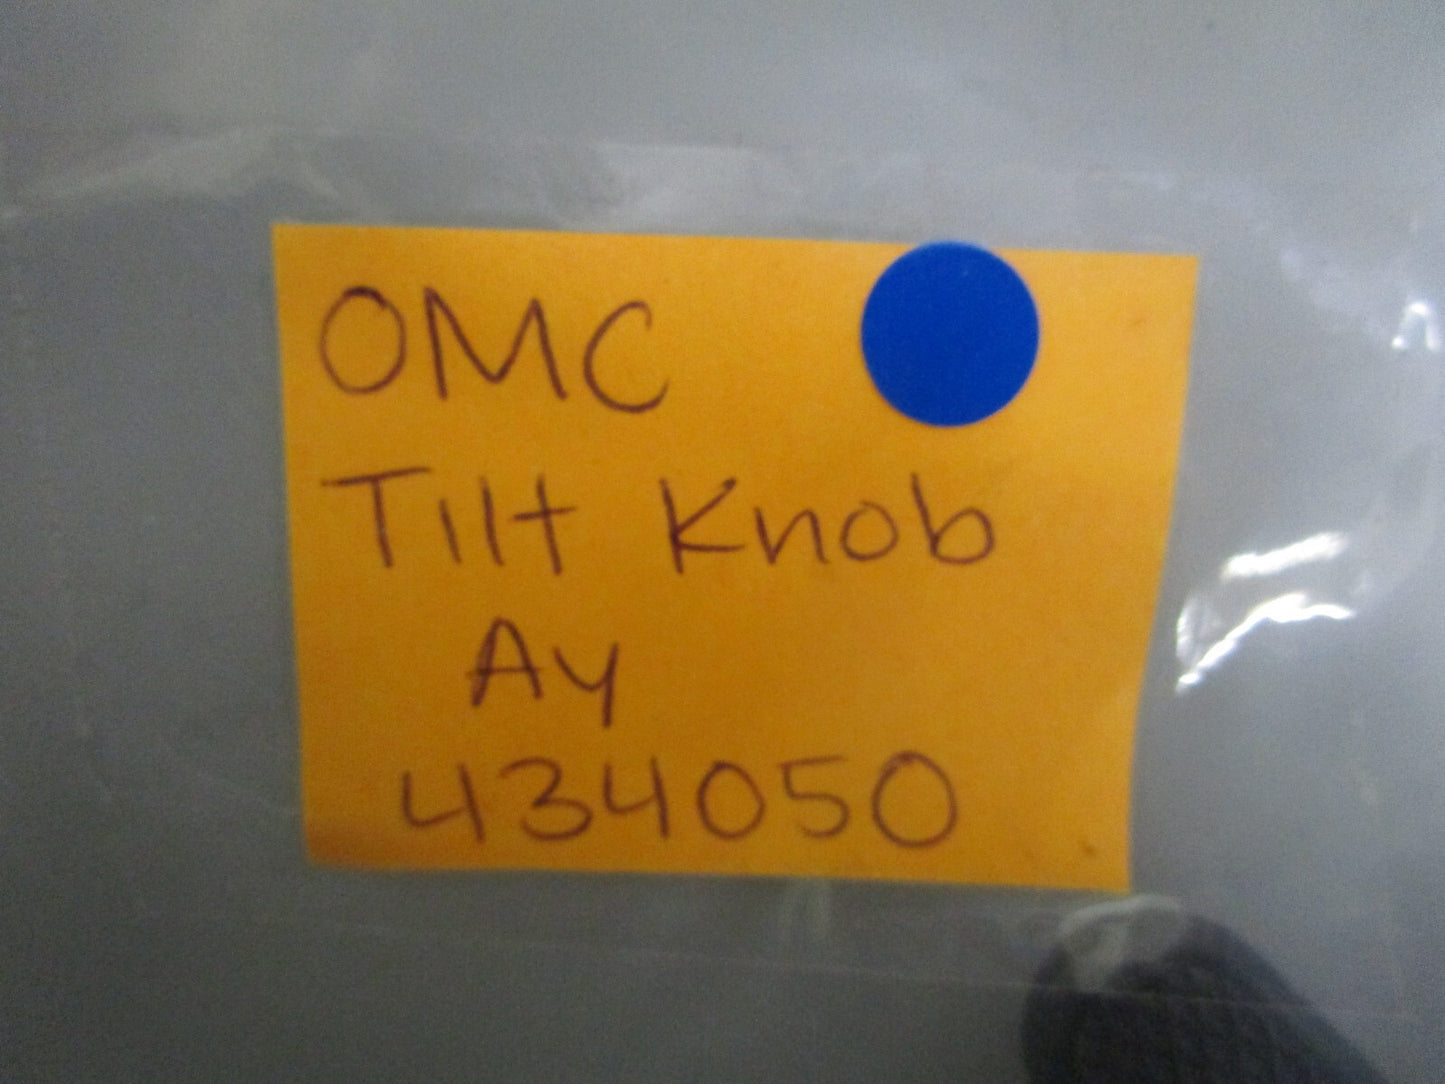 OMC
Tilt Knob
Ay
434050